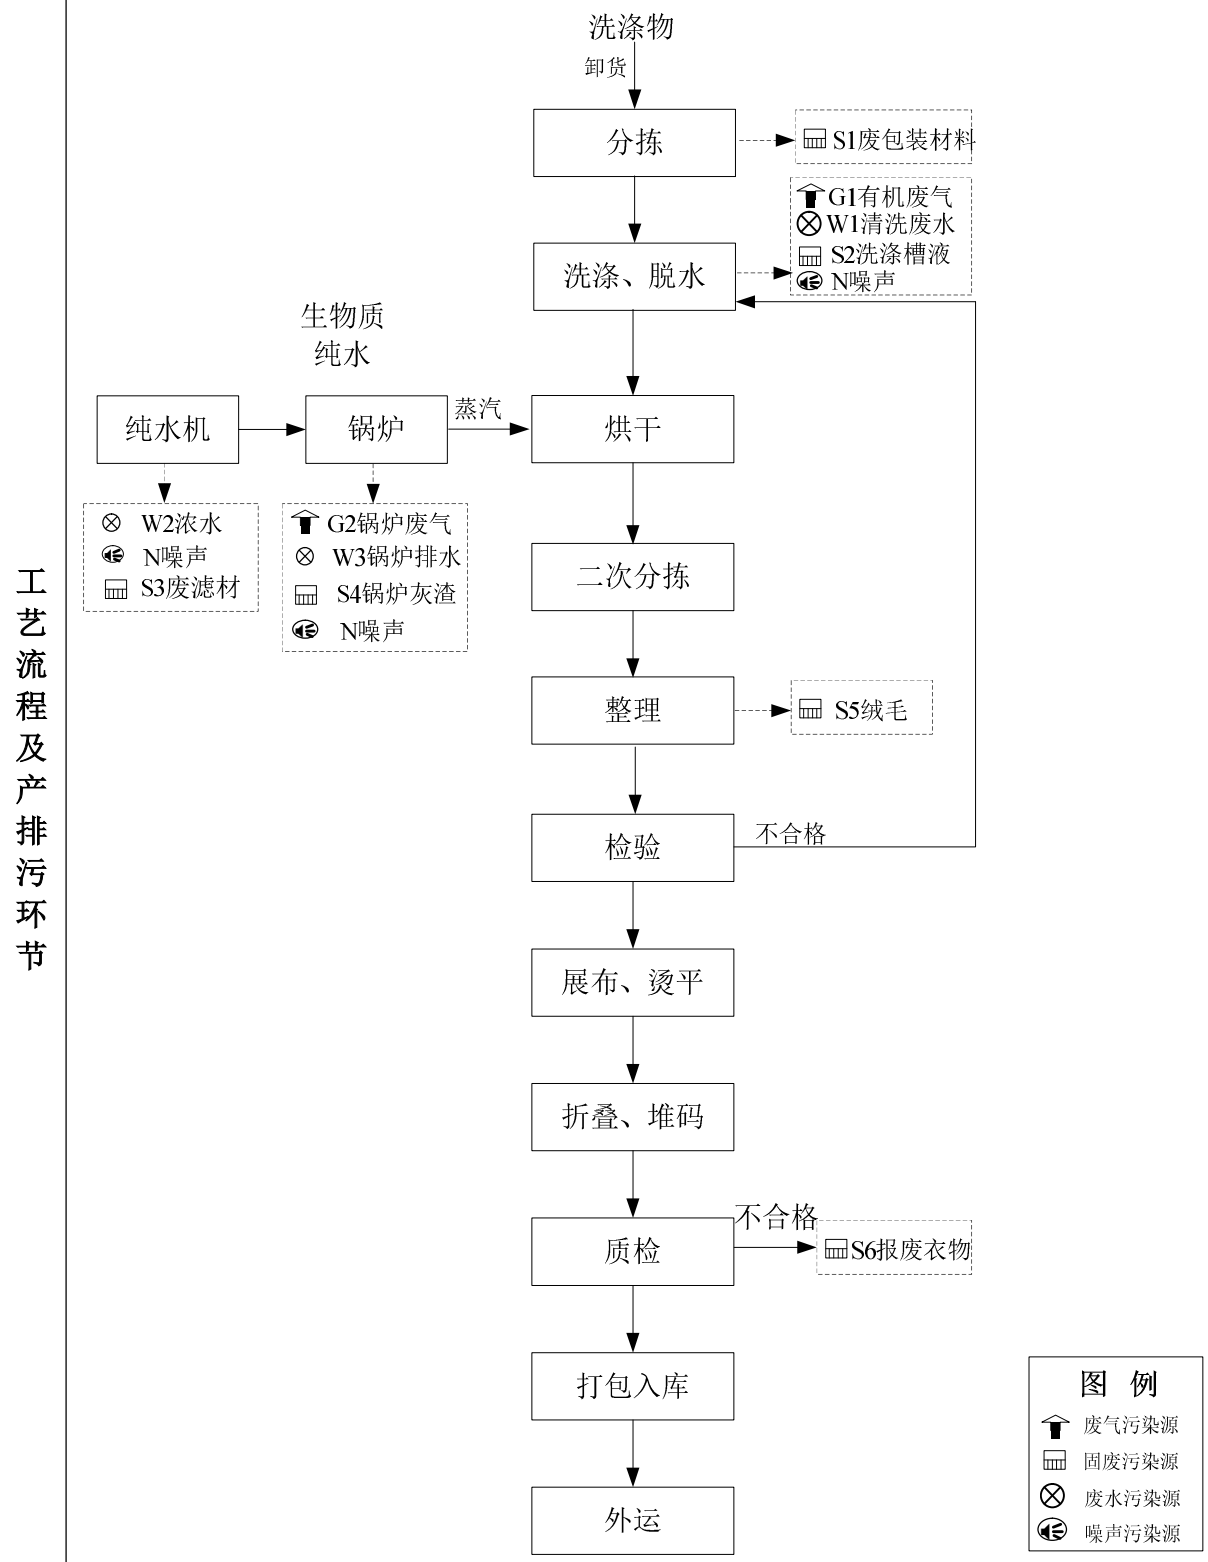 洗涤物
卸货
分拣
S1废包装材料
G1有机废气
W1清洗废水
S2洗涤槽液
N噪声
洗涤、脱水
生物质
纯水
纯水机
锅炉
蒸汽
烘干
W2浓水
N噪声
S3废滤材
G2锅炉废气
W3锅炉排水
S4锅炉灰渣
N噪声
二次分拣
工艺流程及产排污环节
整理
S5绒毛
检验
不合格
展布、烫平
折叠、堆码
质检
不合格
S6报废衣物
打包入库
外运
图 例
废气污染源
固废污染源
废水污染源
噪声污染源